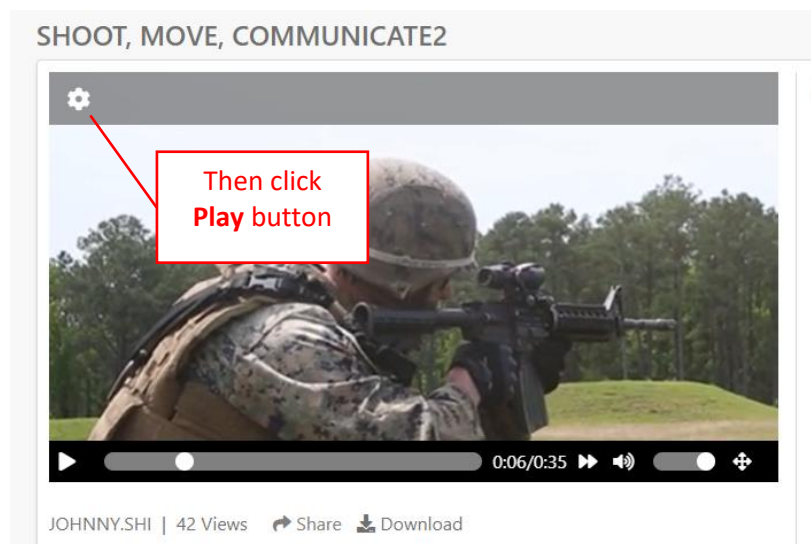 SHOOT, MOVE, COMMUNICATE2
Then click
Play button
0:06/0:35
JOHNNY.SHI | 42 Views Share Download